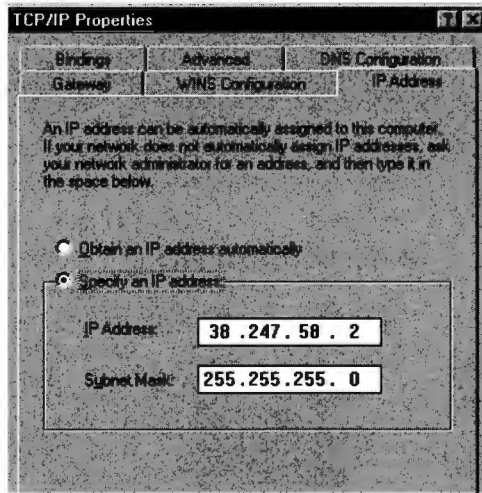 TCP/IP Properties
Bindings Advanced DNS Configuration
Gateway WINS Configuration IP Address
An IP address can be automatically assigned to this computer.
If your network does not automatically assign IP addresses, ask
your network administrator for an address, and then type it in
the space below.
Obtain an IP address automatically
Specify an IP address:
IP Address: 38 .247. 58 . 2
Subnet Mask: 255.255.255. 0